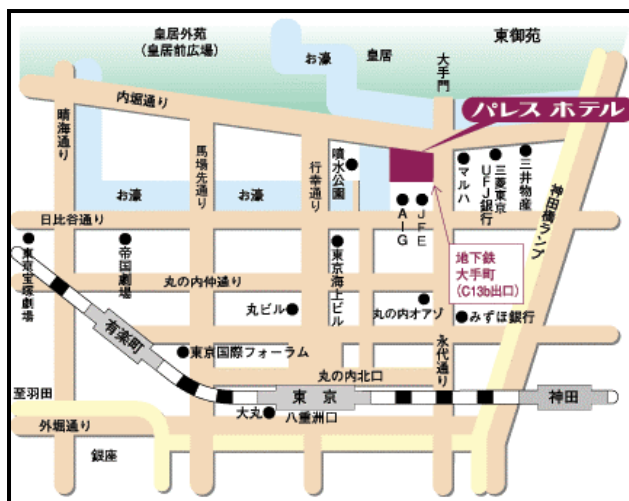 皇居外苑
(皇居前広場)
お濠
皇居
大手門
東御苑
内堀通り
パレス ホテル
晴海通り
馬場先通り
行幸通り
噴水公園
マルハ
三菱東京
UFJ銀行
三井物産
神田橋ランプ
お濠
お濠
AIG
JFE
日比谷通り
地下鉄
大手町
(C13b出口)
東京宝塚劇場
帝国劇場
丸の内仲通り
東京海上ビル
丸ビル
丸の内オアゾ
みずほ銀行
有楽町
東京国際フォーラム
永代通り
丸の内北口
至羽田
東京
神田
大丸
八重洲口
外堀通り
銀座